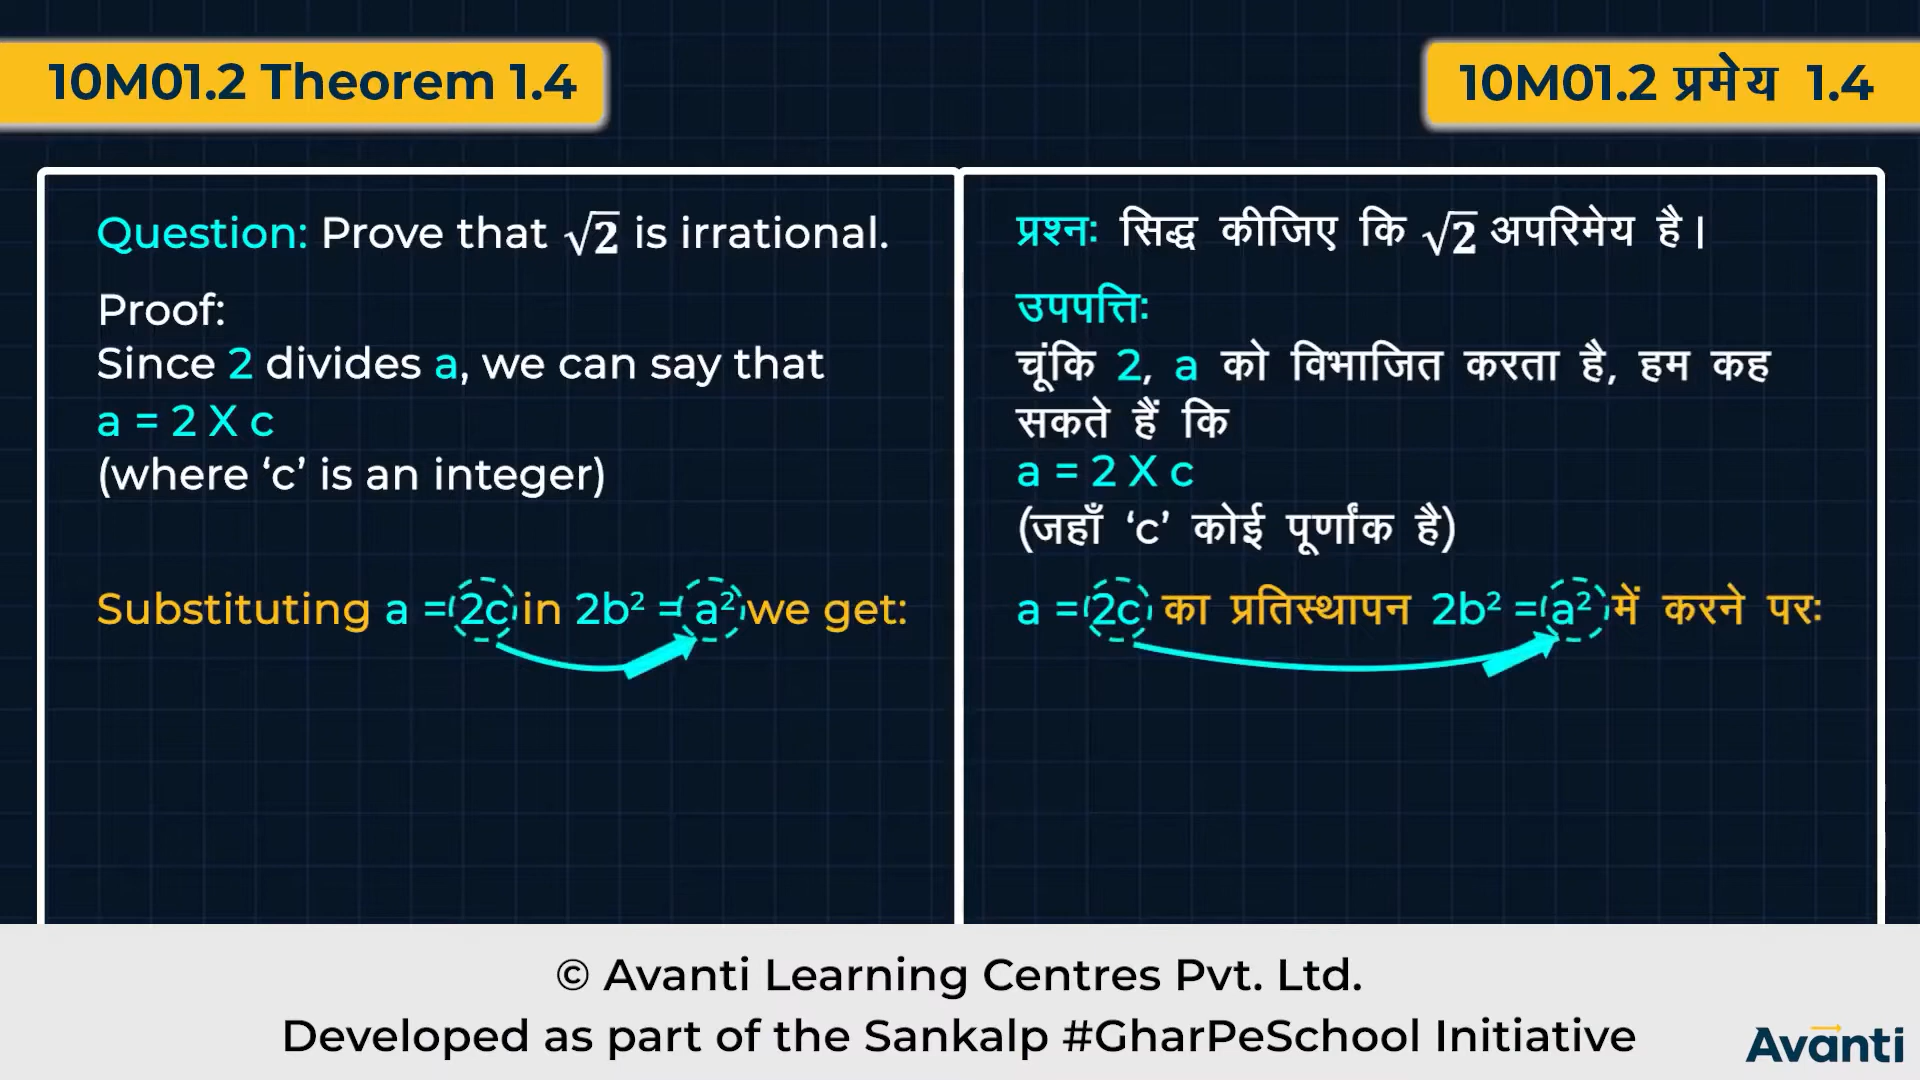 10M01.2 Theorem 1.4
10M01.2 प्रमेय 1.4
Question: Prove that √2 is irrational.
Proof:
Since 2 divides a, we can say that
a = 2 X c
(where ‘c’ is an integer)
Substituting a = 2c in 2b² = a² we get:
प्रश्नः सिद्ध कीजिए कि √2 अपरिमेय है।
उपपत्तिः
चूंकि 2, a को विभाजित करता है, हम कह
सकते हैं कि
a = 2 X c
(जहाँ ‘c’ कोई पूर्णांक है)
a = 2c का प्रतिस्थापन 2b² = a² में करने परः
© Avanti Learning Centres Pvt. Ltd.
Developed as part of the Sankalp #GharPeSchool Initiative
Avanti